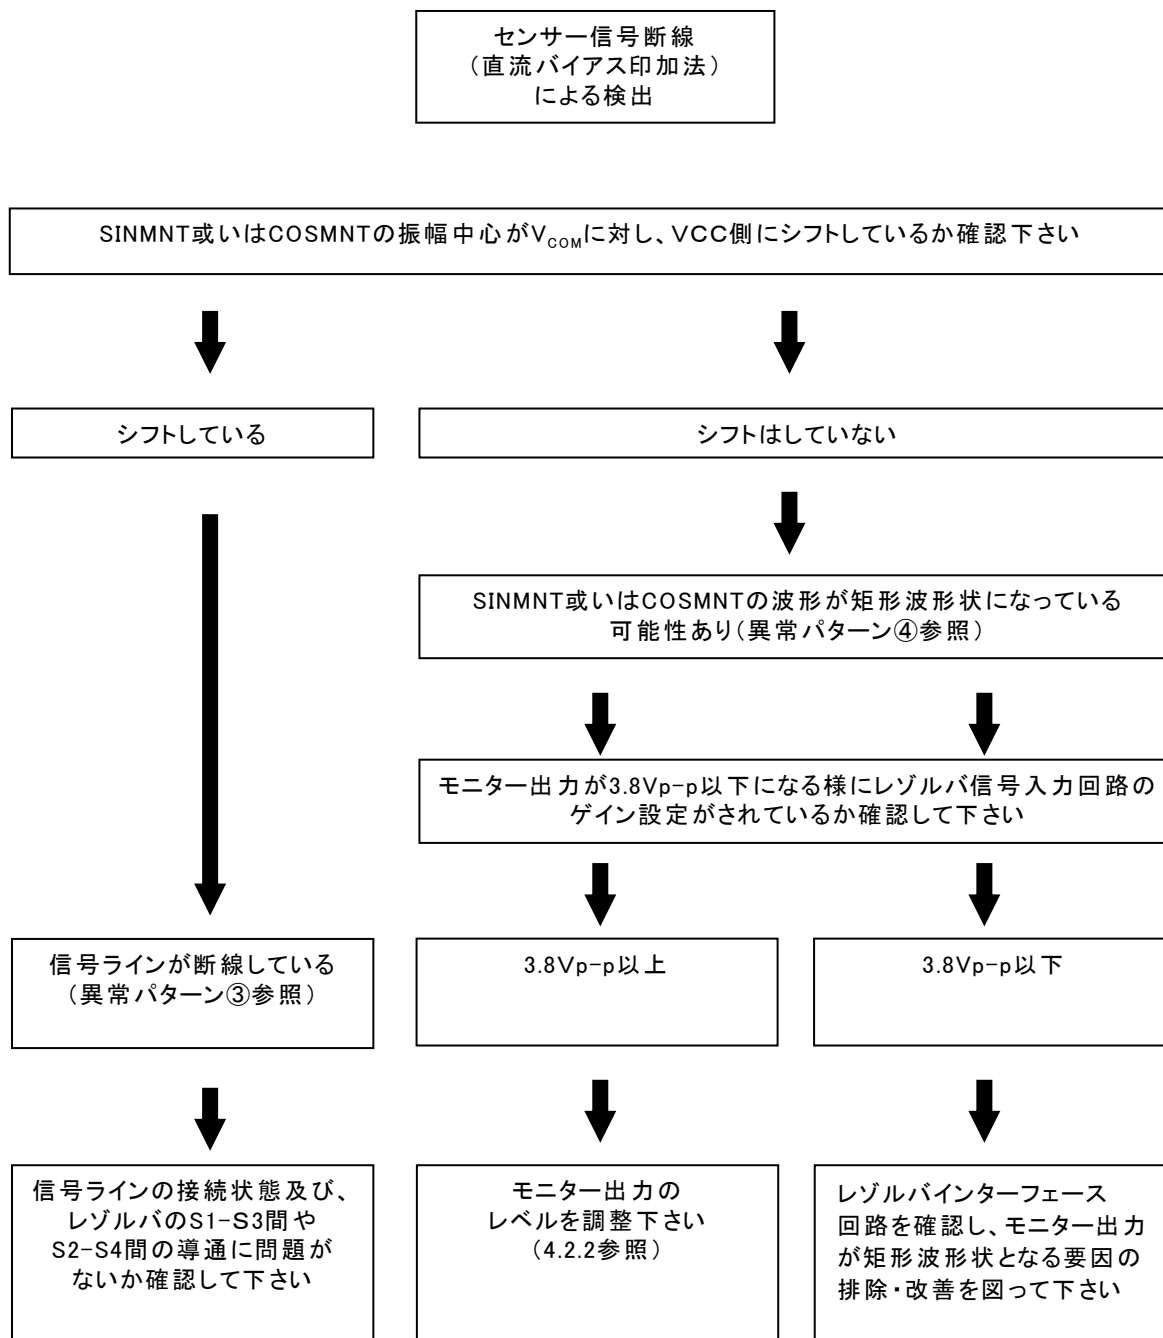 センサー信号断線
（直流バイアス印加法）
による検出
SINMNT或いはCOSMNTの振幅中心がVCOMに対し、VCC側にシフトしているか確認下さい
シフトしている
シフトはしていない
SINMNT或いはCOSMNTの波形が矩形波形状になっている
可能性あり（異常パターン④参照）
モニター出力が3.8Vp-p以下になる様にレゾルバ信号入力回路の
ゲイン設定がされているか確認して下さい
信号ラインが断線している
（異常パターン③参照）
3.8Vp-p以上
3.8Vp-p以下
信号ラインの接続状態及び、
レゾルバのS1-S3間や
S2-S4間の導通に問題が
ないか確認して下さい
モニター出力の
レベルを調整下さい
（4.2.2参照）
レゾルバインターフェース
回路を確認し、モニター出力
が矩形波形状となる要因の
排除・改善を図って下さい